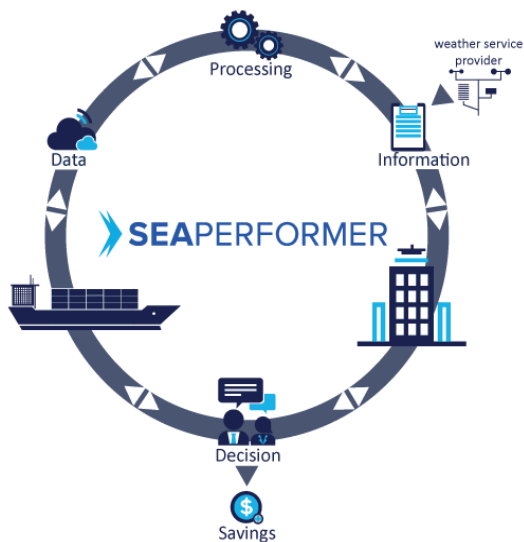 Processing
weather service
provider
Data
Information
SEAPERFORMER
Decision
$
Savings